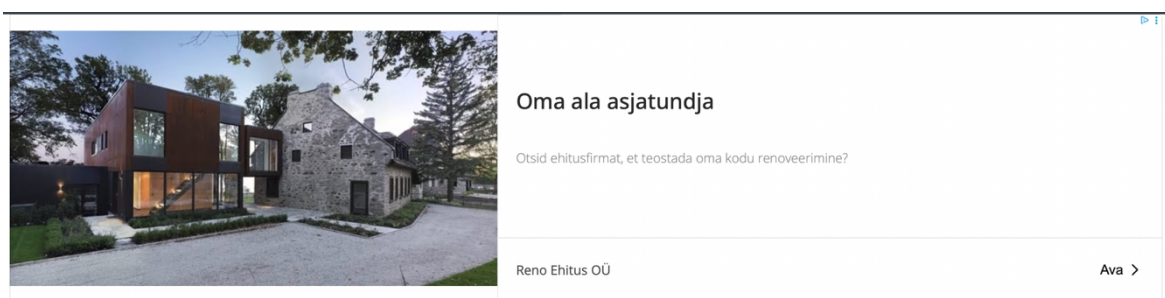 Oma ala asjatundja
Otsid ehitusfirmat, et teostada oma kodu renoveerimine?
Reno Ehitus OÜ
Ava